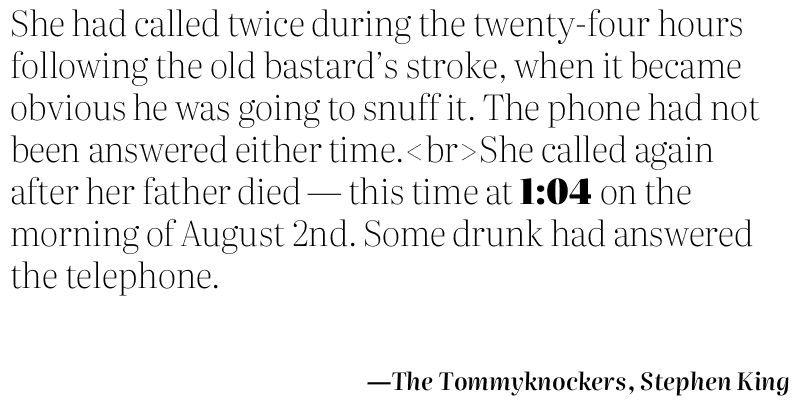 She had called twice during the twenty-four hours
following the old bastard’s stroke, when it became
obvious he was going to snuff it. The phone had not
been answered either time.<br>She called again
after her father died — this time at 1:04 on the
morning of August 2nd. Some drunk had answered
the telephone.
—The Tommyknockers, Stephen King